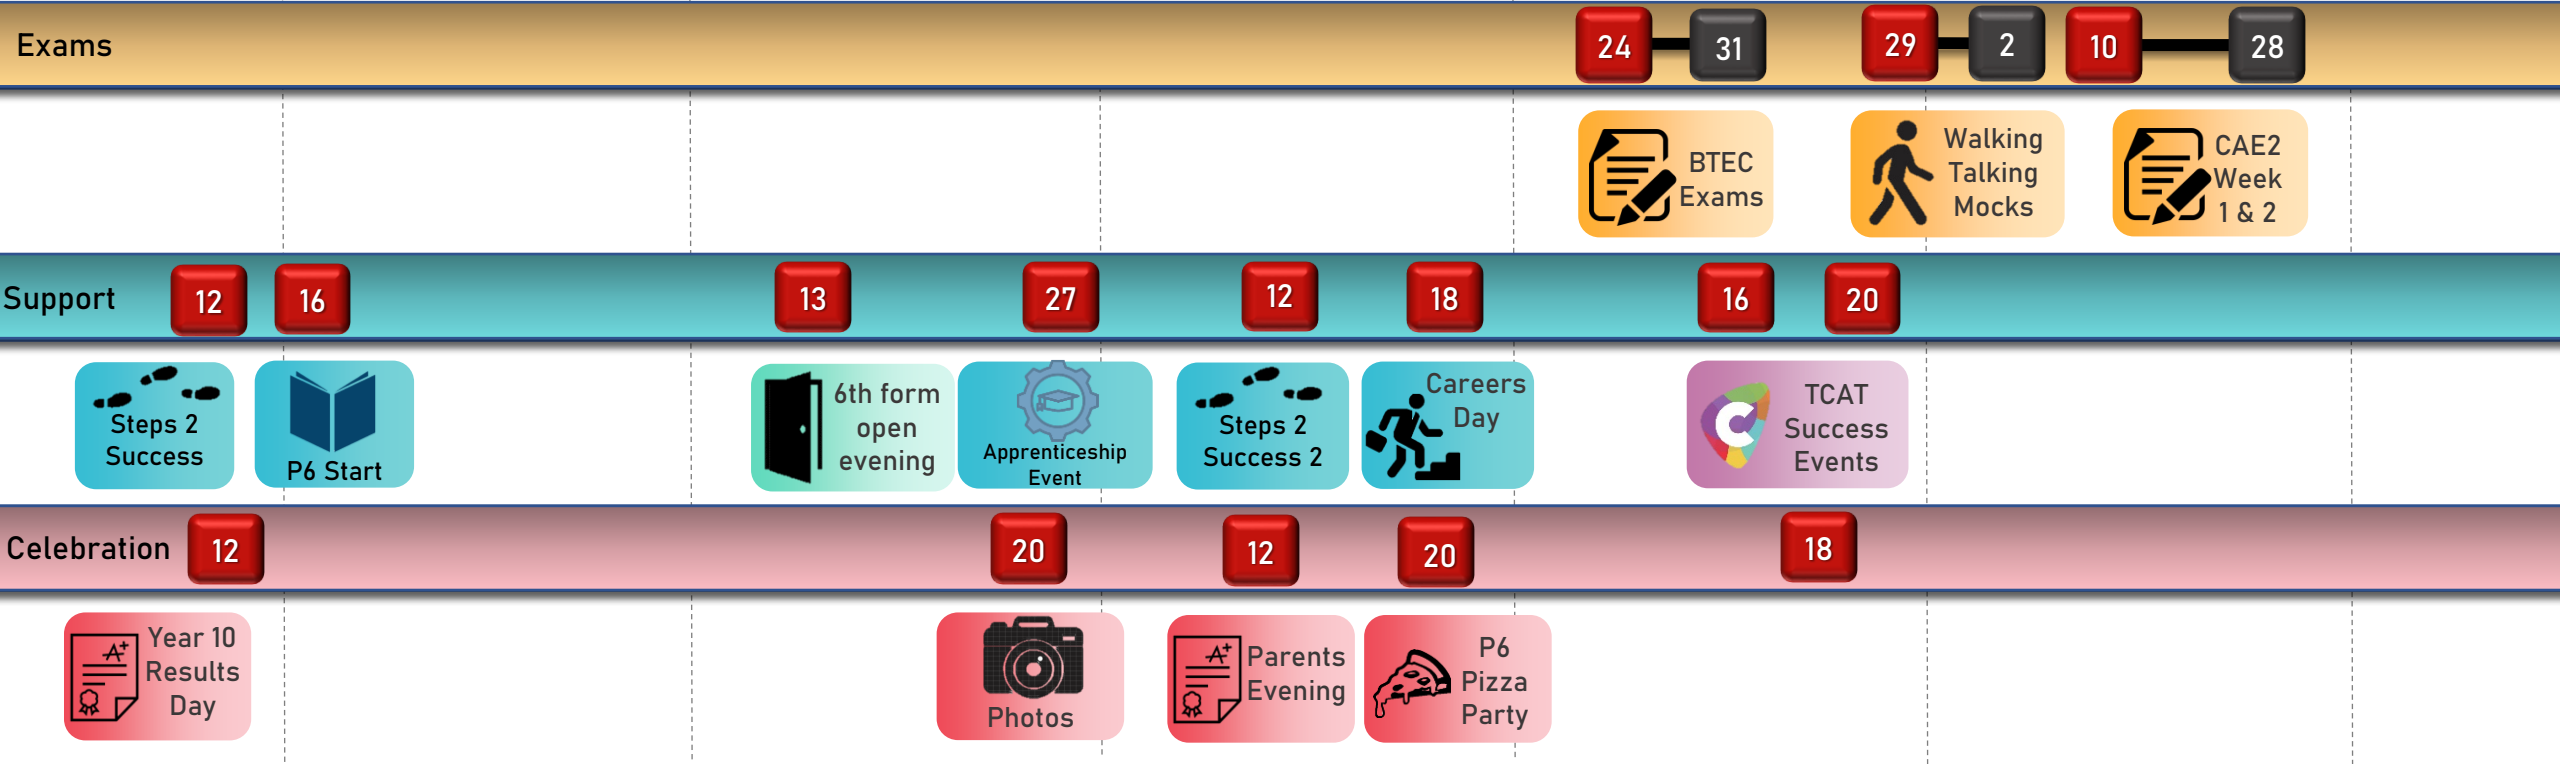 Exams
24
31
29
2
10
28
BTEC
Exams
Walking
Talking
Mocks
CAE2
Week
1 & 2
Support
12
16
13
27
12
18
16
20
Steps 2
Success
P6 Start
6th form
open
evening
Apprenticeship
Event
Steps 2
Success 2
Careers
Day
C
TCAT
Success
Events
Celebration
12
20
12
20
18
A+
Year 10
Results
Day
Photos
A+
Parents
Evening
P6
Pizza
Party